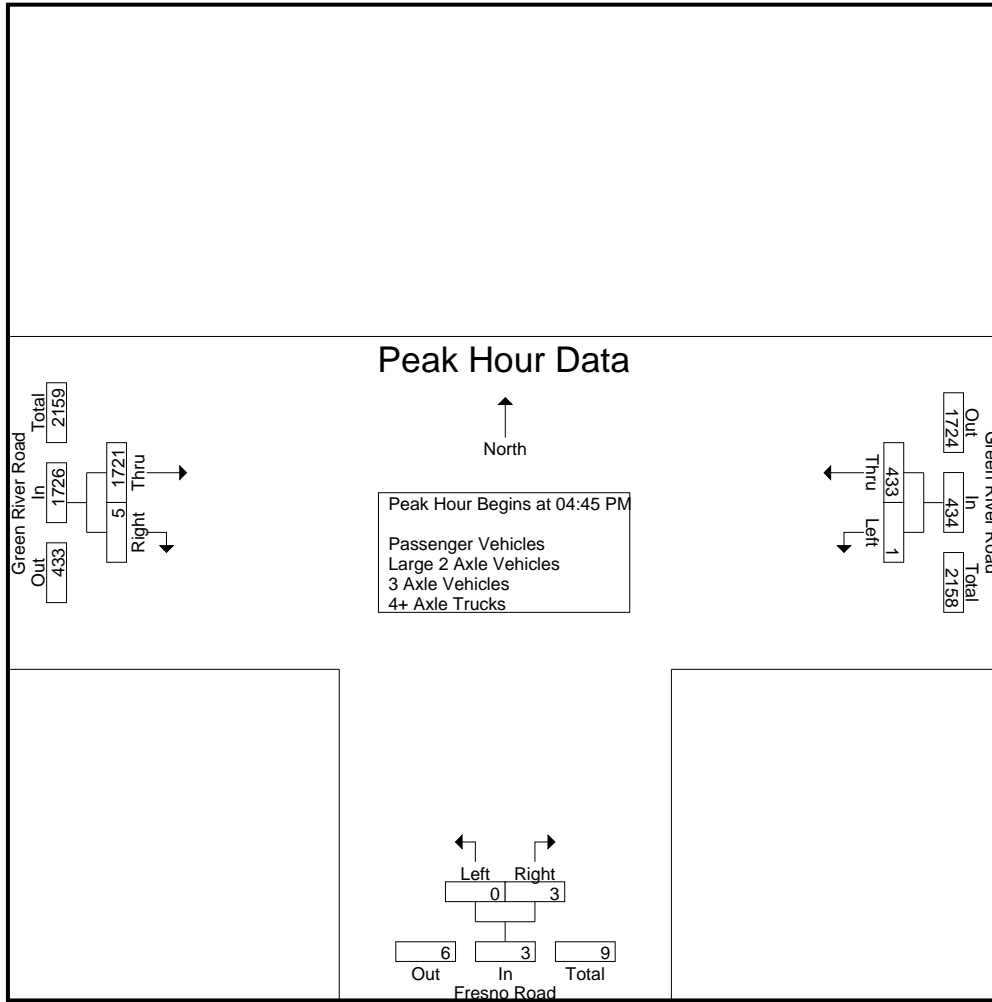 Peak Hour Data
North
Peak Hour Begins at 04:45 PM
Passenger Vehicles
Large 2 Axle Vehicles
3 Axle Vehicles
4+ Axle Trucks
Green River Road
Total
2159
In
1726
Out
433
1721
Thru
5
Right
Green River Road
Out
1724
In
434
Total
2158
433
Thru
1
Left
Left Right
0 3
6 3 9
Out In Total
Fresno Road